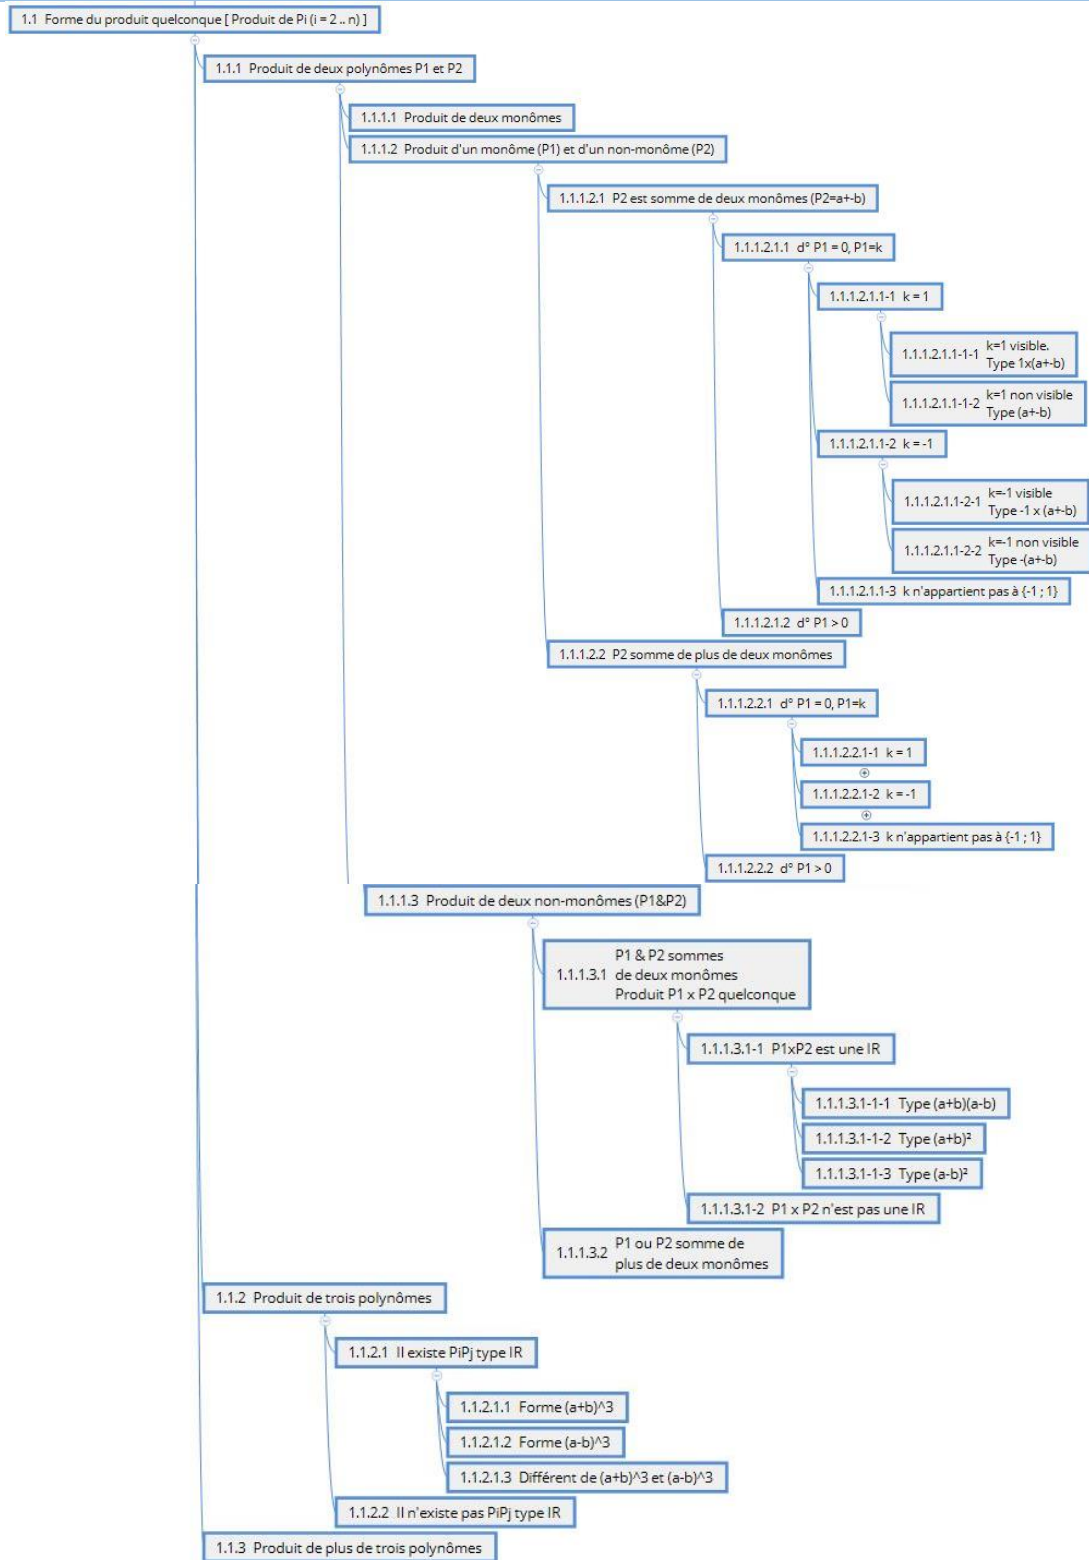 1.1 Forme du produit quelconque [ Produit de Pi (i = 2 .. n) ]
1.1.1 Produit de deux polynômes P1 et P2
1.1.1.1 Produit de deux monômes
1.1.1.2 Produit d'un monôme (P1) et d'un non-monôme (P2)
1.1.1.2.1 P2 est somme de deux monômes (P2=a+-b)
1.1.1.2.1.1 d° P1 = 0, P1=k
1.1.1.2.1.1-1 k = 1
1.1.1.2.1.1-1-1 k=1 visible.
Type 1x(a+-b)
1.1.1.2.1.1-1-2 k=1 non visible
Type (a+-b)
1.1.1.2.1.1-2 k = -1
1.1.1.2.1.1-2-1 k=-1 visible
Type -1 x (a+-b)
1.1.1.2.1.1-2-2 k=-1 non visible
Type -(a+-b)
1.1.1.2.1.1-3 k n'appartient pas à {-1 ; 1}
1.1.1.2.1.2 d° P1 > 0
1.1.1.2.2 P2 somme de plus de deux monômes
1.1.1.2.2.1 d° P1 = 0, P1=k
1.1.1.2.2.1-1 k = 1
1.1.1.2.2.1-2 k = -1
1.1.1.2.2.1-3 k n'appartient pas à {-1 ; 1}
1.1.1.2.2.2 d° P1 > 0
1.1.1.3 Produit de deux non-monômes (P1&P2)
P1 & P2 sommes
1.1.1.3.1 de deux monômes
Produit P1 x P2 quelconque
1.1.1.3.1-1 P1xP2 est une IR
1.1.1.3.1-1-1 Type (a+b)(a-b)
1.1.1.3.1-1-2 Type (a+b)²
1.1.1.3.1-1-3 Type (a-b)²
1.1.1.3.1-2 P1 x P2 n'est pas une IR
1.1.1.3.2 P1 ou P2 somme de
plus de deux monômes
1.1.2 Produit de trois polynômes
1.1.2.1 Il existe PiPj type IR
1.1.2.1.1 Forme (a+b)^3
1.1.2.1.2 Forme (a-b)^3
1.1.2.1.3 Différent de (a+b)^3 et (a-b)^3
1.1.2.2 Il n'existe pas PiPj type IR
1.1.3 Produit de plus de trois polynômes